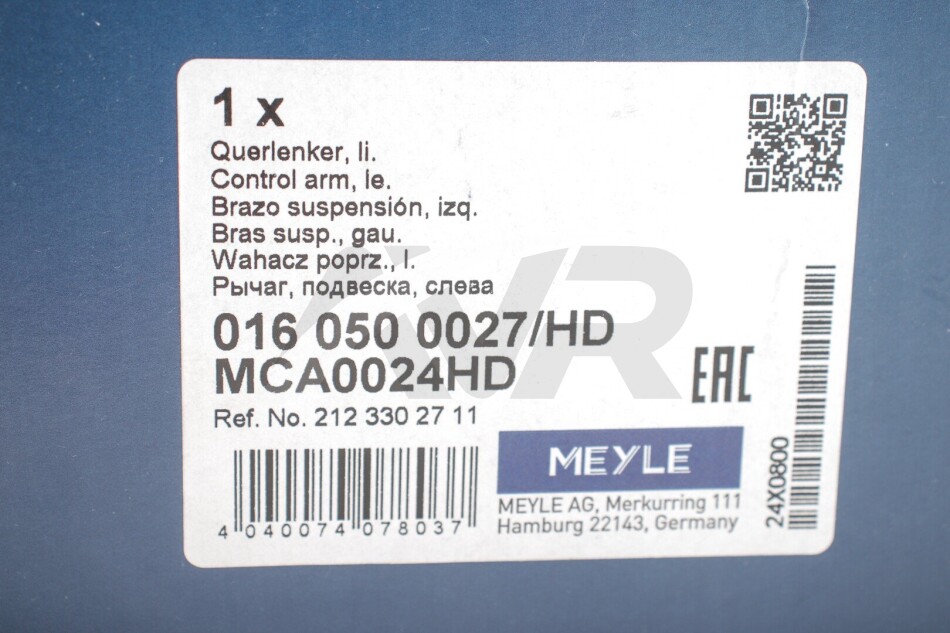 1 x
Querlenker, li.
Control arm, le.
Brazo suspensión, izq.
Bras susp., gau.
Wahacz poprz., l.
Рычаг, подвеска, слева
016 050 0027/HD
MCA0024HD
Ref. No. 212 330 27 11
EAC
MEYLE
MEYLE AG, Merkurring 111
Hamburg 22143, Germany
4 040074 078037
24X0800
WR